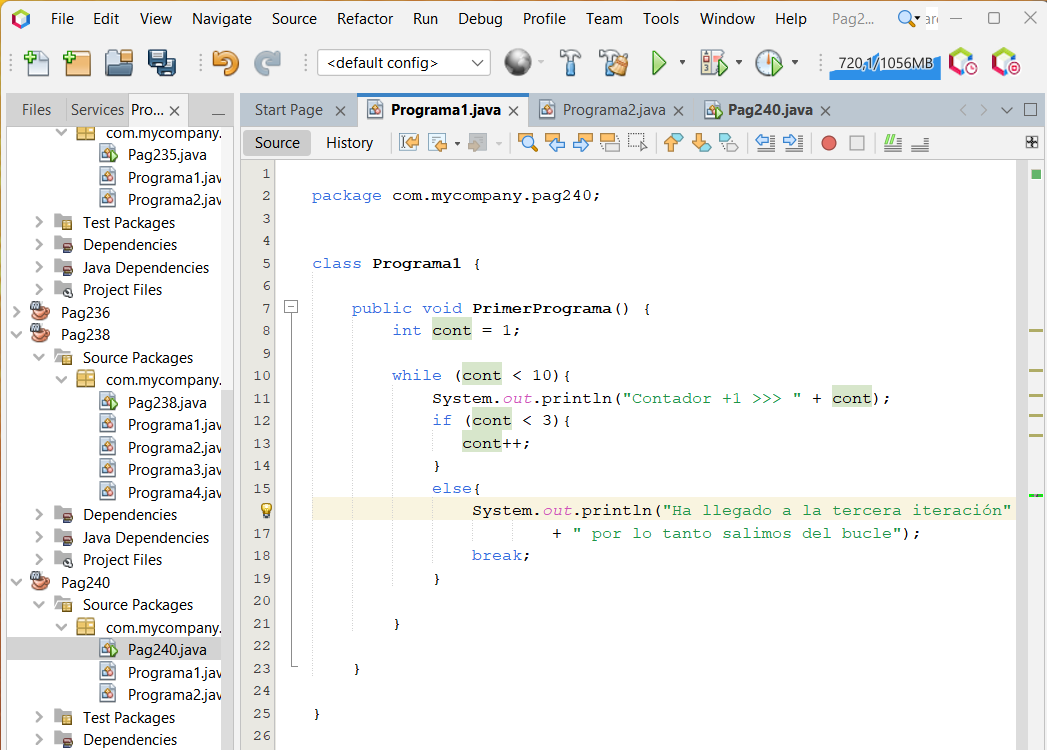 File Edit View Navigate Source Refactor Run Debug Profile Team Tools Window Help Pag2...
<default config> 720,1/1056MB
Files Services Pro...
Start Page Programa1.java Programa2.java Pag240.java
Source History
com.mycompany.
Pag235.java
Programa1.jav
Programa2.jav
Test Packages
Dependencies
Java Dependencies
Project Files
Pag236
Pag238
Source Packages
com.mycompany.
Pag238.java
Programa1.jav
Programa2.jav
Programa3.jav
Programa4.jav
Dependencies
Java Dependencies
Project Files
Pag240
Source Packages
com.mycompany.
Pag240.java
Programa1.jav
Programa2.jav
Test Packages
Dependencies
1
2 package com.mycompany.pag240;
3
4
5 class Programa1 {
6
7 public void PrimerPrograma() {
8 int cont = 1;
9
10 while (cont < 10){
11 System.out.println("Contador +1 >>> " + cont);
12 if (cont < 3){
13 cont++;
14 }
15 else{
System.out.println("Ha llegado a la tercera iteración"
17 + " por lo tanto salimos del bucle");
18 break;
19 }
20
21 }
22
23 }
24
25 }
26